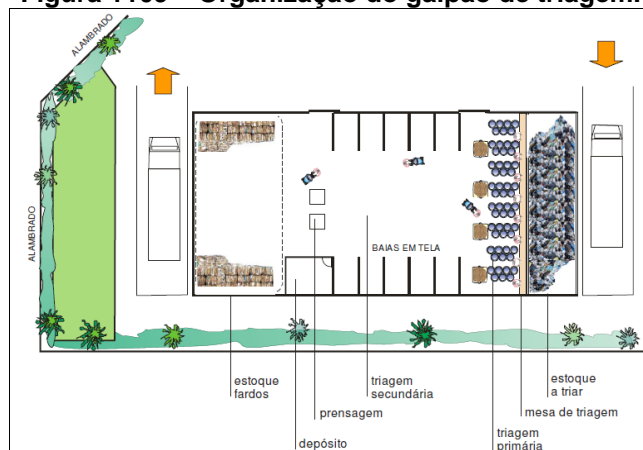 ALAMBRADO
ALAMBRADO
BAIAS EM TELA
estoque
fardos
triagem
secundária
estoque
a triar
prensagem
mesa de triagem
depósito
triagem
primária